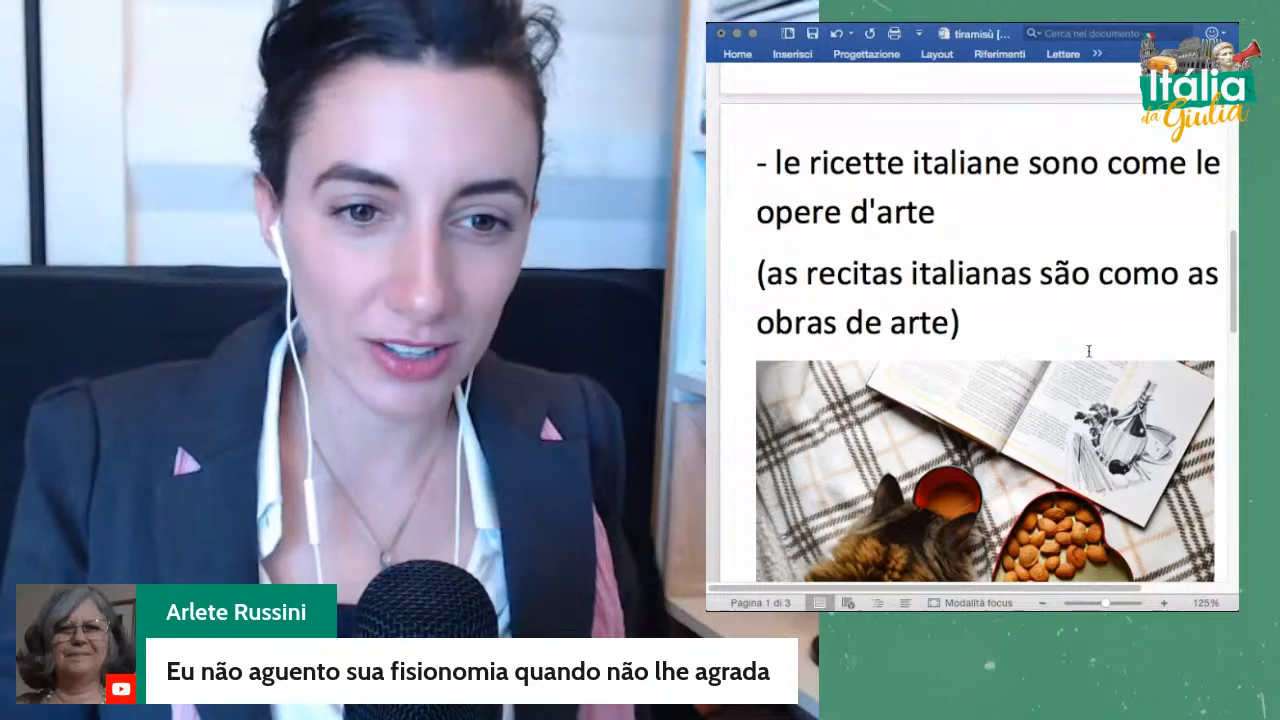 tiramisù [...
Cerca nel documento
Home Inserisci Progettazione Layout Riferimenti Lettere >>
Itália
da Giulia
- le ricette italiane sono come le
opere d'arte
(as recitas italianas são como as
obras de arte)
Pagina 1 di 3
Modalità focus
125%
Arlete Russini
Eu não aguento sua fisionomia quando não lhe agrada